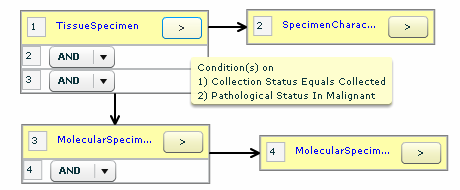 1 TissueSpecimen >
2 SpecimenCharac... >
2 AND ▼
3 AND ▼
Condition(s) on
1) Collection Status Equals Collected
2) Pathological Status In Malignant
3 MolecularSpecim... >
4 AND ▼
4 MolecularSpecim... >